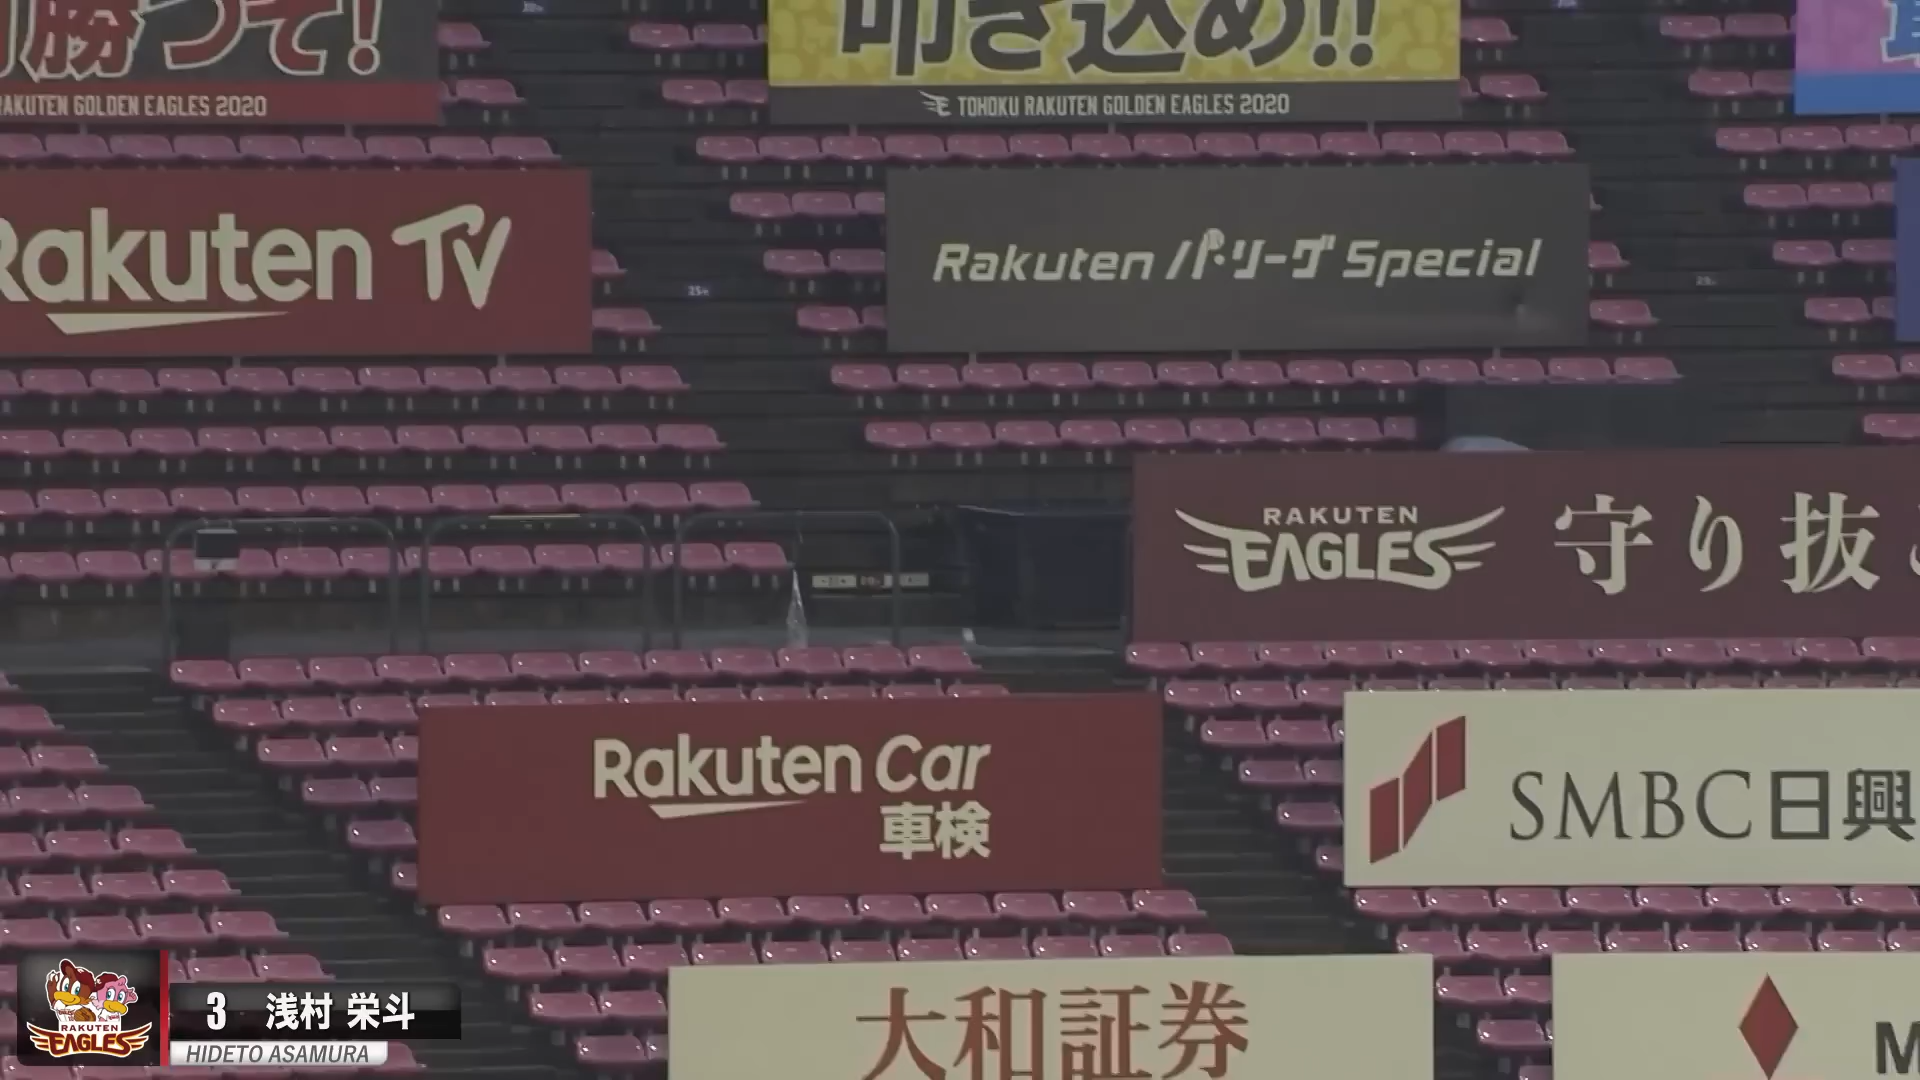 勝つぞ!
RAKUTEN GOLDEN EAGLES 2020
叩き込め!!
TOHOKU RAKUTEN GOLDEN EAGLES 2020
Rakuten TV
Rakuten パ・リーグ Special
RAKUTEN
EAGLES
守り抜
Rakuten Car
車検
SMBC日興
大和証券
M
RAKUTEN
EAGLES
3 浅村 栄斗
HIDETO ASAMURA